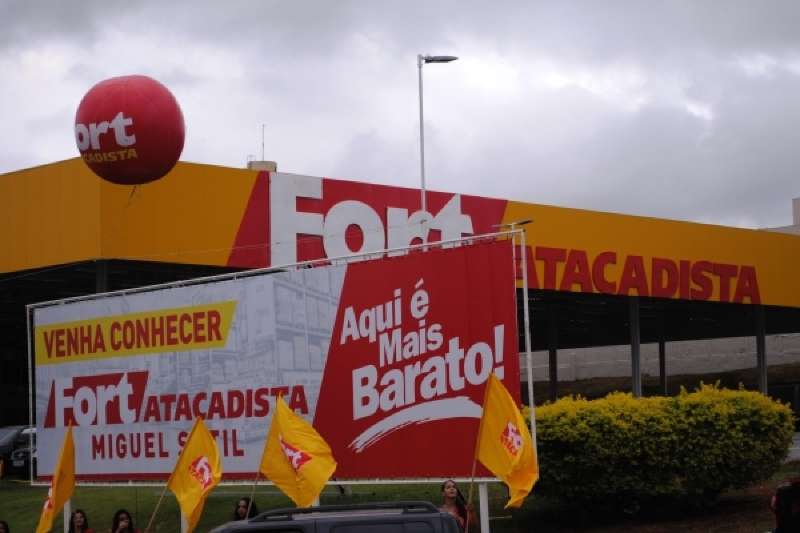 Fort
ATACADISTA
Fort
ATACADISTA
VENHA CONHECER
Fort ATACADISTA
MIGUEL
Aqui é
Mais
Barato!